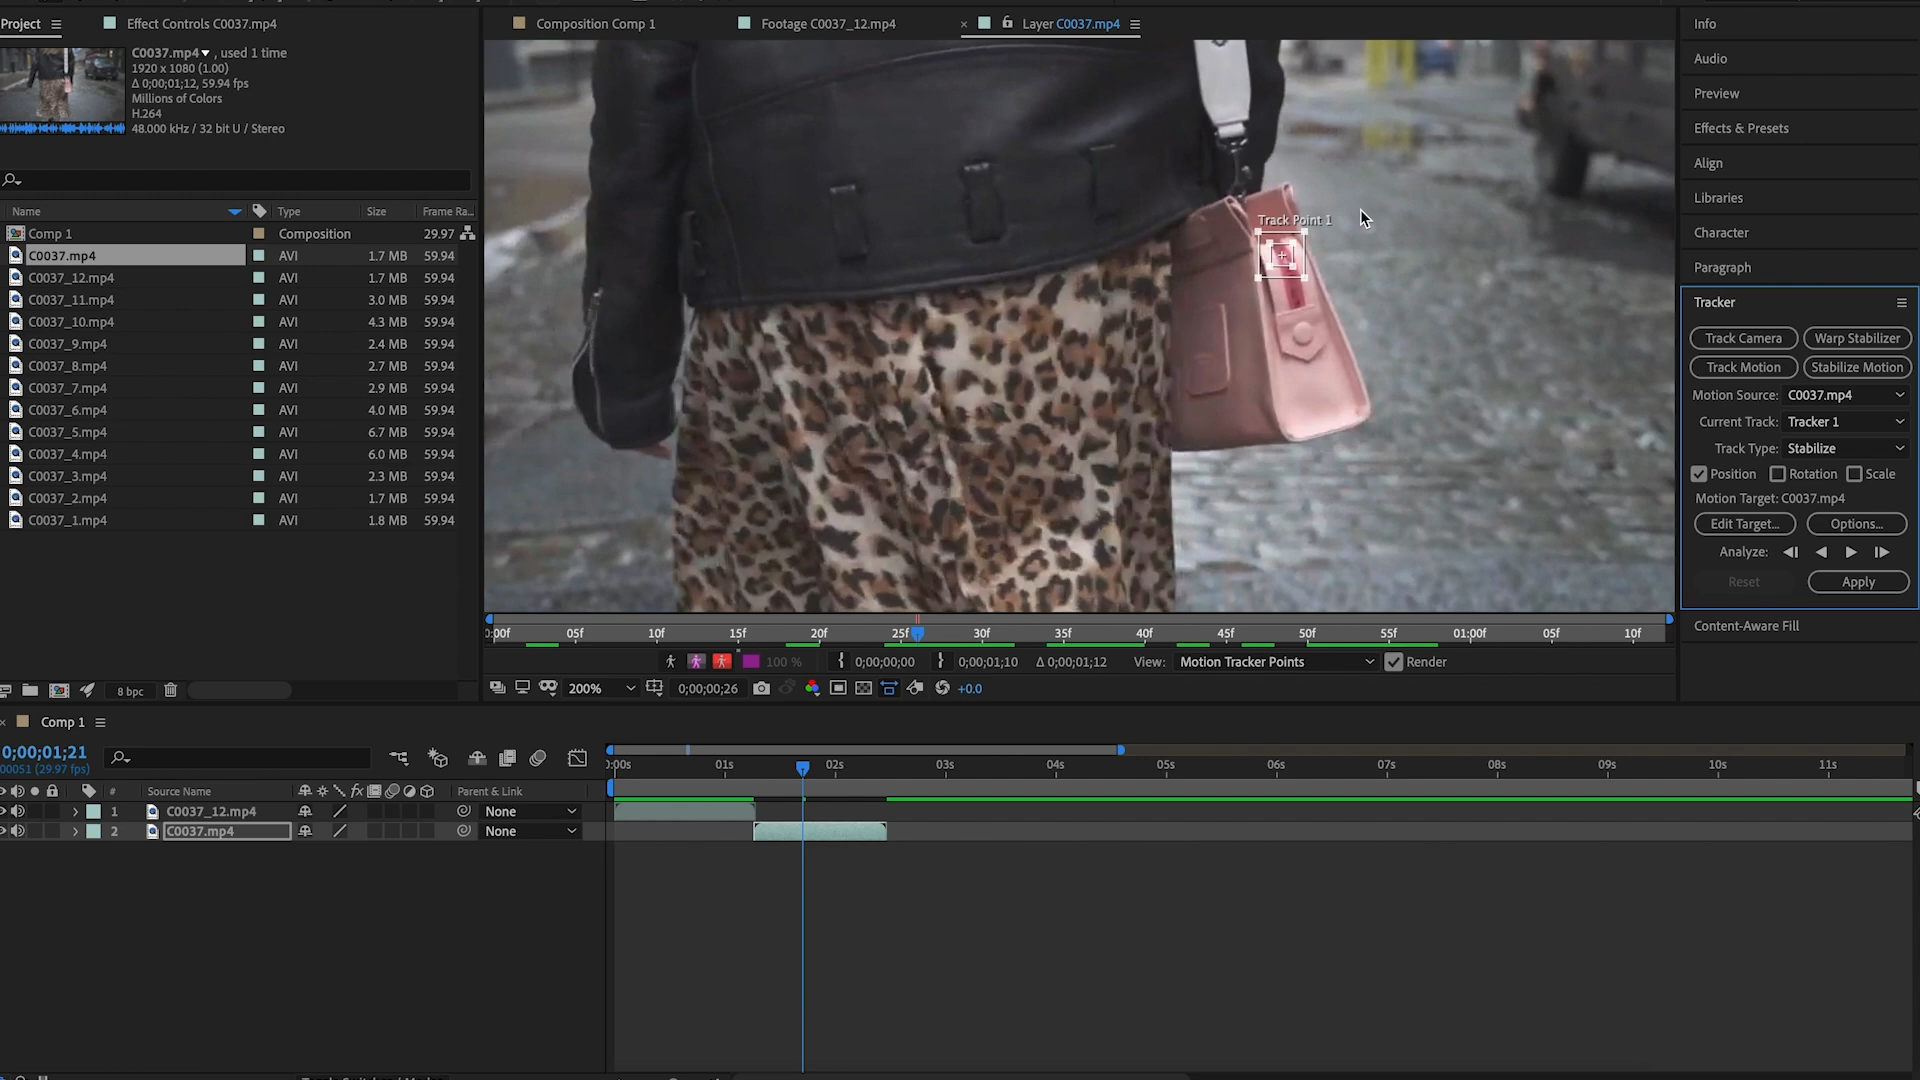 Project
Effect Controls C0037.mp4
Composition Comp 1
Footage C0037_12.mp4
× Layer C0037.mp4
Info
C0037.mp4 , used 1 time
1920 x 1080 (1.00)
Δ 0;00;01;12, 59.94 fps
Millions of Colors
H.264
48.000 kHz / 32 bit U / Stereo
Audio
Preview
Effects & Presets
Align
Libraries
Character
Paragraph
Name Type Size Frame Ra...
Comp 1 Composition 29.97
C0037.mp4 AVI 1.7 MB 59.94
C0037_12.mp4 AVI 1.7 MB 59.94
C0037_11.mp4 AVI 3.0 MB 59.94
C0037_10.mp4 AVI 4.3 MB 59.94
C0037_9.mp4 AVI 2.4 MB 59.94
C0037_8.mp4 AVI 2.7 MB 59.94
C0037_7.mp4 AVI 2.9 MB 59.94
C0037_6.mp4 AVI 4.0 MB 59.94
C0037_5.mp4 AVI 6.7 MB 59.94
C0037_4.mp4 AVI 6.0 MB 59.94
C0037_3.mp4 AVI 2.3 MB 59.94
C0037_2.mp4 AVI 1.7 MB 59.94
C0037_1.mp4 AVI 1.8 MB 59.94
Track Point 1
Tracker
Track Camera Warp Stabilizer
Track Motion Stabilize Motion
Motion Source: C0037.mp4
Current Track: Tracker 1
Track Type: Stabilize
Position Rotation Scale
Motion Target: C0037.mp4
Edit Target... Options...
Analyze:
Reset Apply
Content-Aware Fill
:00f 05f 10f 15f 20f 25f 30f 35f 40f 45f 50f 55f 01:00f 05f 10f
100 % 0;00;00;00 0;00;01;10 Δ 0;00;01;12 View: Motion Tracker Points Render
8 bpc
200% 0;00;00;26 +0.0
× Comp 1
0;00;01;21
00051 (29.97 fps)
:00s 01s 02s 03s 04s 05s 06s 07s 08s 09s 10s 11s
# Source Name fx Parent & Link
1 C0037_12.mp4 None
2 C0037.mp4 None